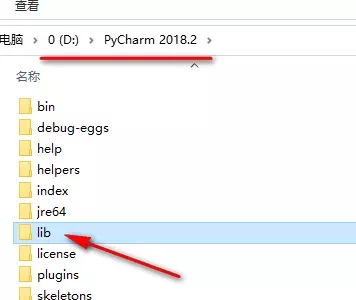 查看
电脑 › 0 (D:) › PyCharm 2018.2 ›
名称
bin
debug-eggs
help
helpers
index
jre64
lib
license
plugins
skeletons